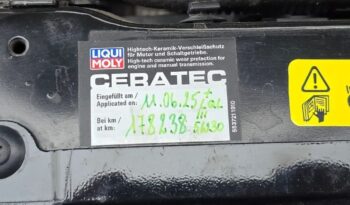 LIQUI
MOLY
Hightech-Keramik-Verschleißschutz
für Motor und Schaltgetriebe.
High-tech ceramic wear protection for
engine and manual transmission.
CERATEC
Eingefüllt am /
Applied on: 11.06.25
Bei km /
at km: 178238